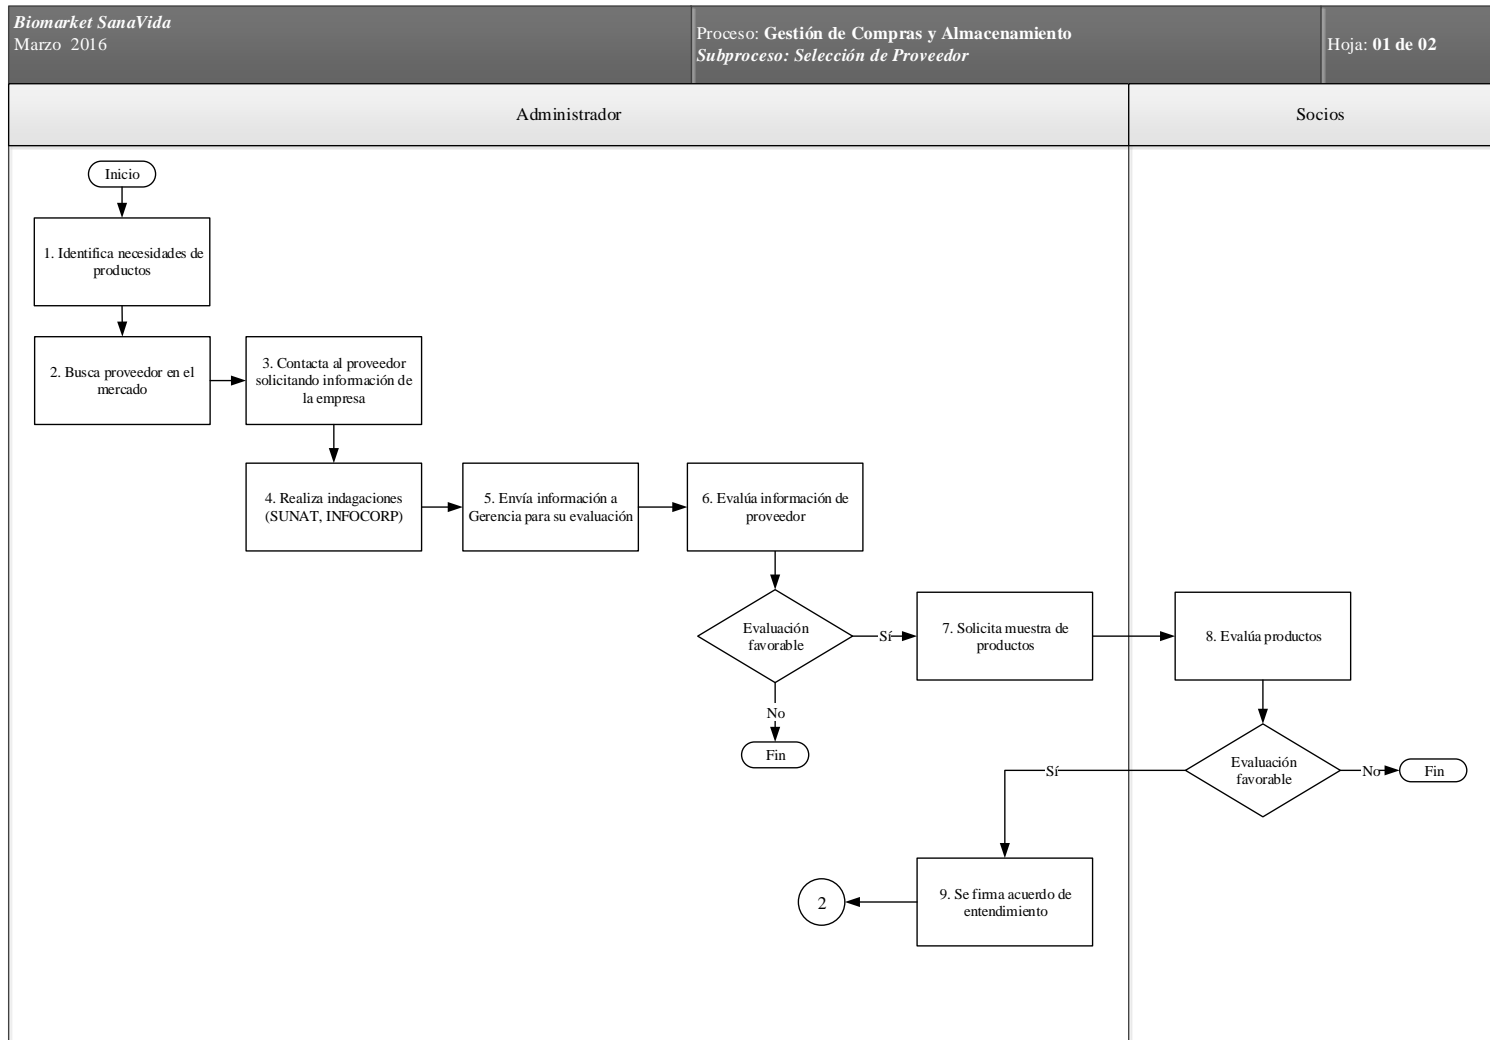 Biomarket SanaVida
Marzo  2016
Proceso: Gestión de Compras y Almacenamiento
Subproceso: Selección de Proveedor
Hoja: 01 de 02
Administrador
Socios
Inicio
1. Identifica necesidades de
productos
2. Busca proveedor en el
mercado
3. Contacta al proveedor
solicitando información de
la empresa
4. Realiza indagaciones
(SUNAT, INFOCORP)
5. Envía información a
Gerencia para su evaluación
6. Evalúa información de
proveedor
Evaluación
favorable
Sí
7. Solicita muestra de
productos
8. Evalúa productos
No
Fin
Evaluación
favorable
No
Fin
Sí
9. Se firma acuerdo de
entendimiento
2